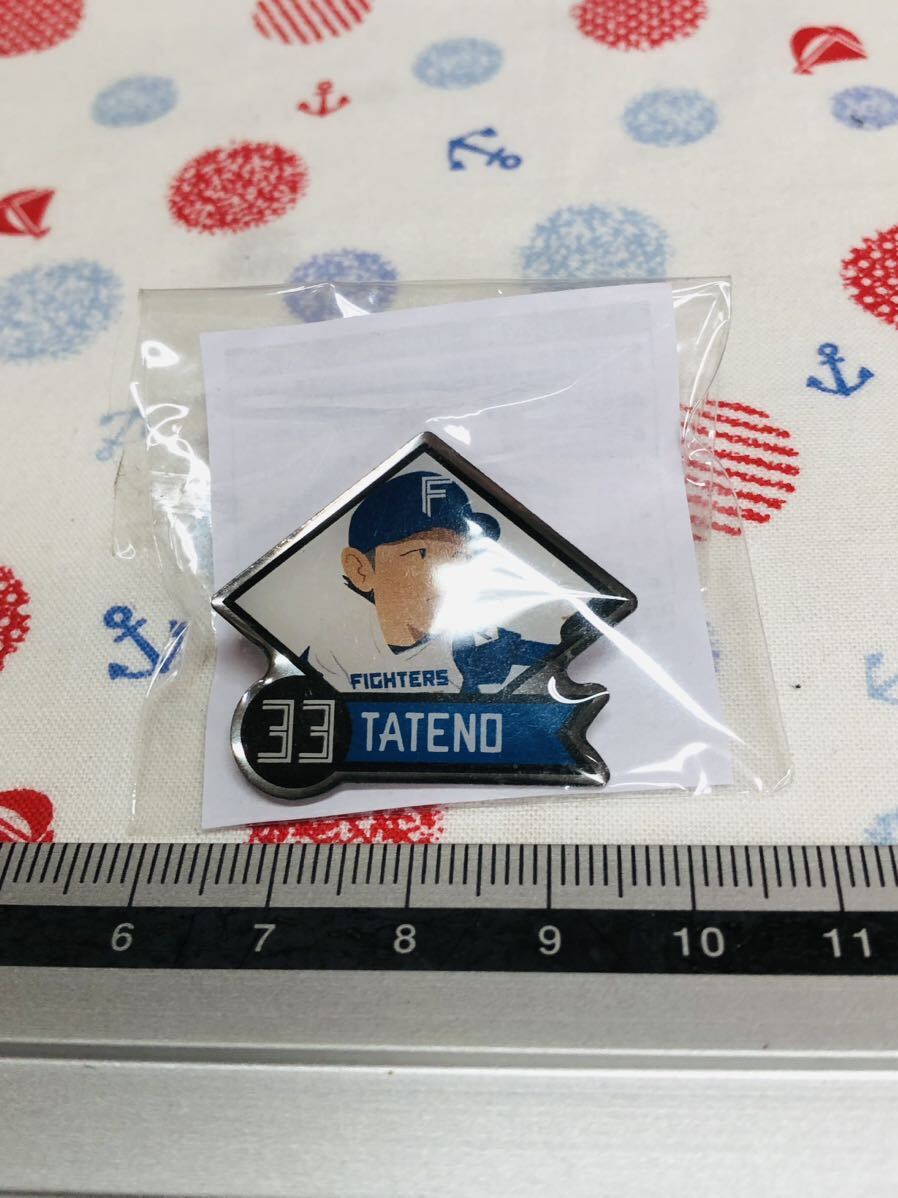 F
FIGHTERS
33 TATENO
6 7 8 9 10 11